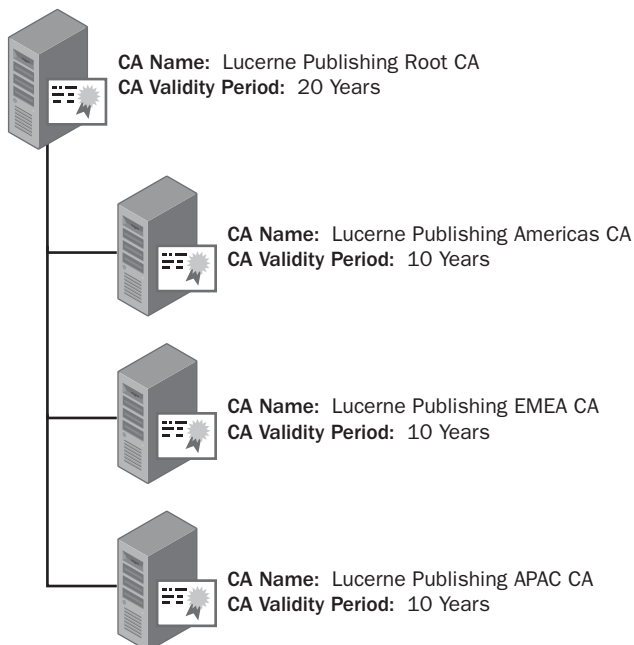 CA Name: Lucerne Publishing Root CA
CA Validity Period: 20 Years
CA Name: Lucerne Publishing Americas CA
CA Validity Period: 10 Years
CA Name: Lucerne Publishing EMEA CA
CA Validity Period: 10 Years
CA Name: Lucerne Publishing APAC CA
CA Validity Period: 10 Years